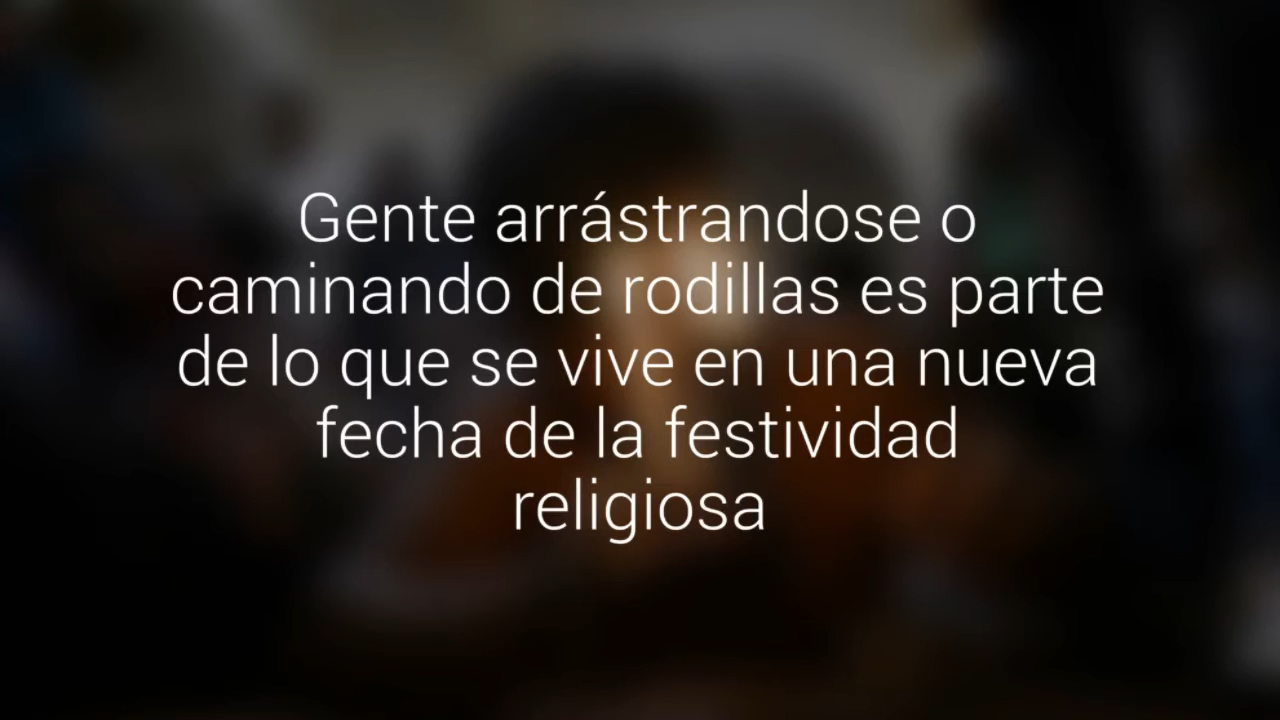 Gente arrástrandose o
caminando de rodillas es parte
de lo que se vive en una nueva
fecha de la festividad
religiosa